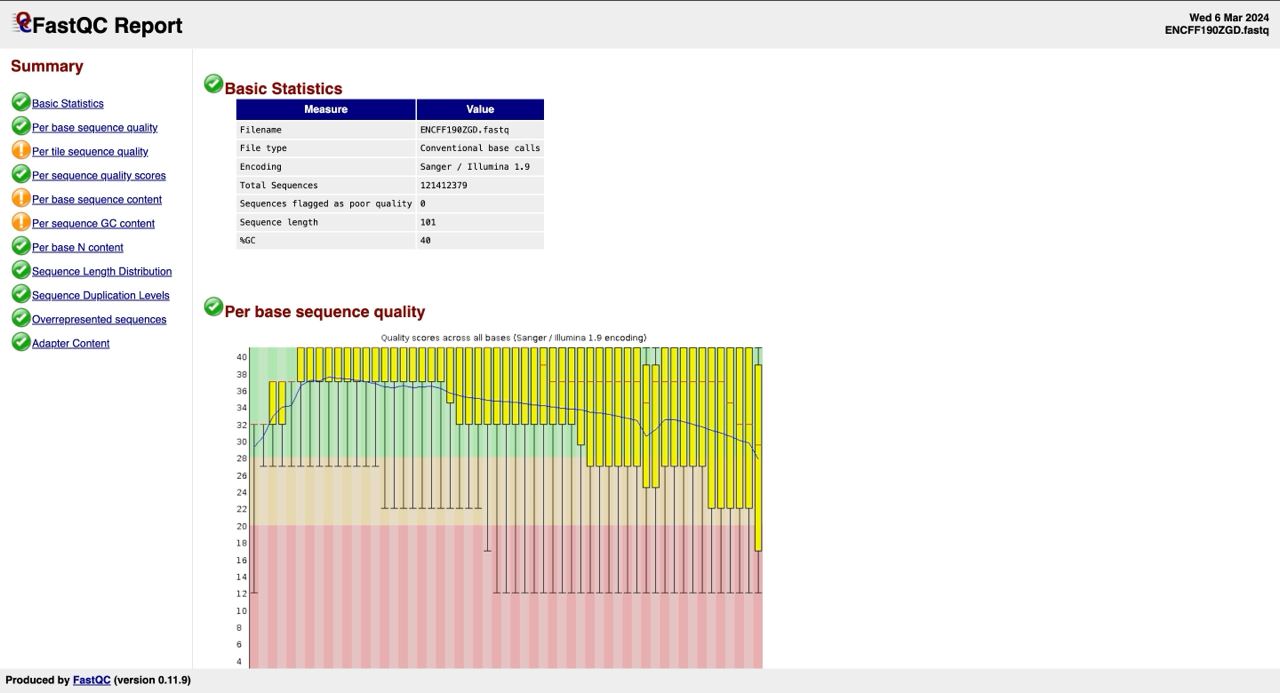 FastQC Report
Wed 6 Mar 2024
ENCFF190ZGD.fastq
Summary
Basic Statistics
Per base sequence quality
Per tile sequence quality
Per sequence quality scores
Per base sequence content
Per sequence GC content
Per base N content
Sequence Length Distribution
Sequence Duplication Levels
Overrepresented sequences
Adapter Content
Basic Statistics
Measure Value
Filename ENCFF190ZGD.fastq
File type Conventional base calls
Encoding Sanger / Illumina 1.9
Total Sequences 121412379
Sequences flagged as poor quality 0
Sequence length 101
%GC 40
Per base sequence quality
Quality scores across all bases (Sanger / Illumina 1.9 encoding)
40
38
36
34
32
30
28
26
24
22
20
18
16
14
12
10
8
6
4
Produced by FastQC (version 0.11.9)